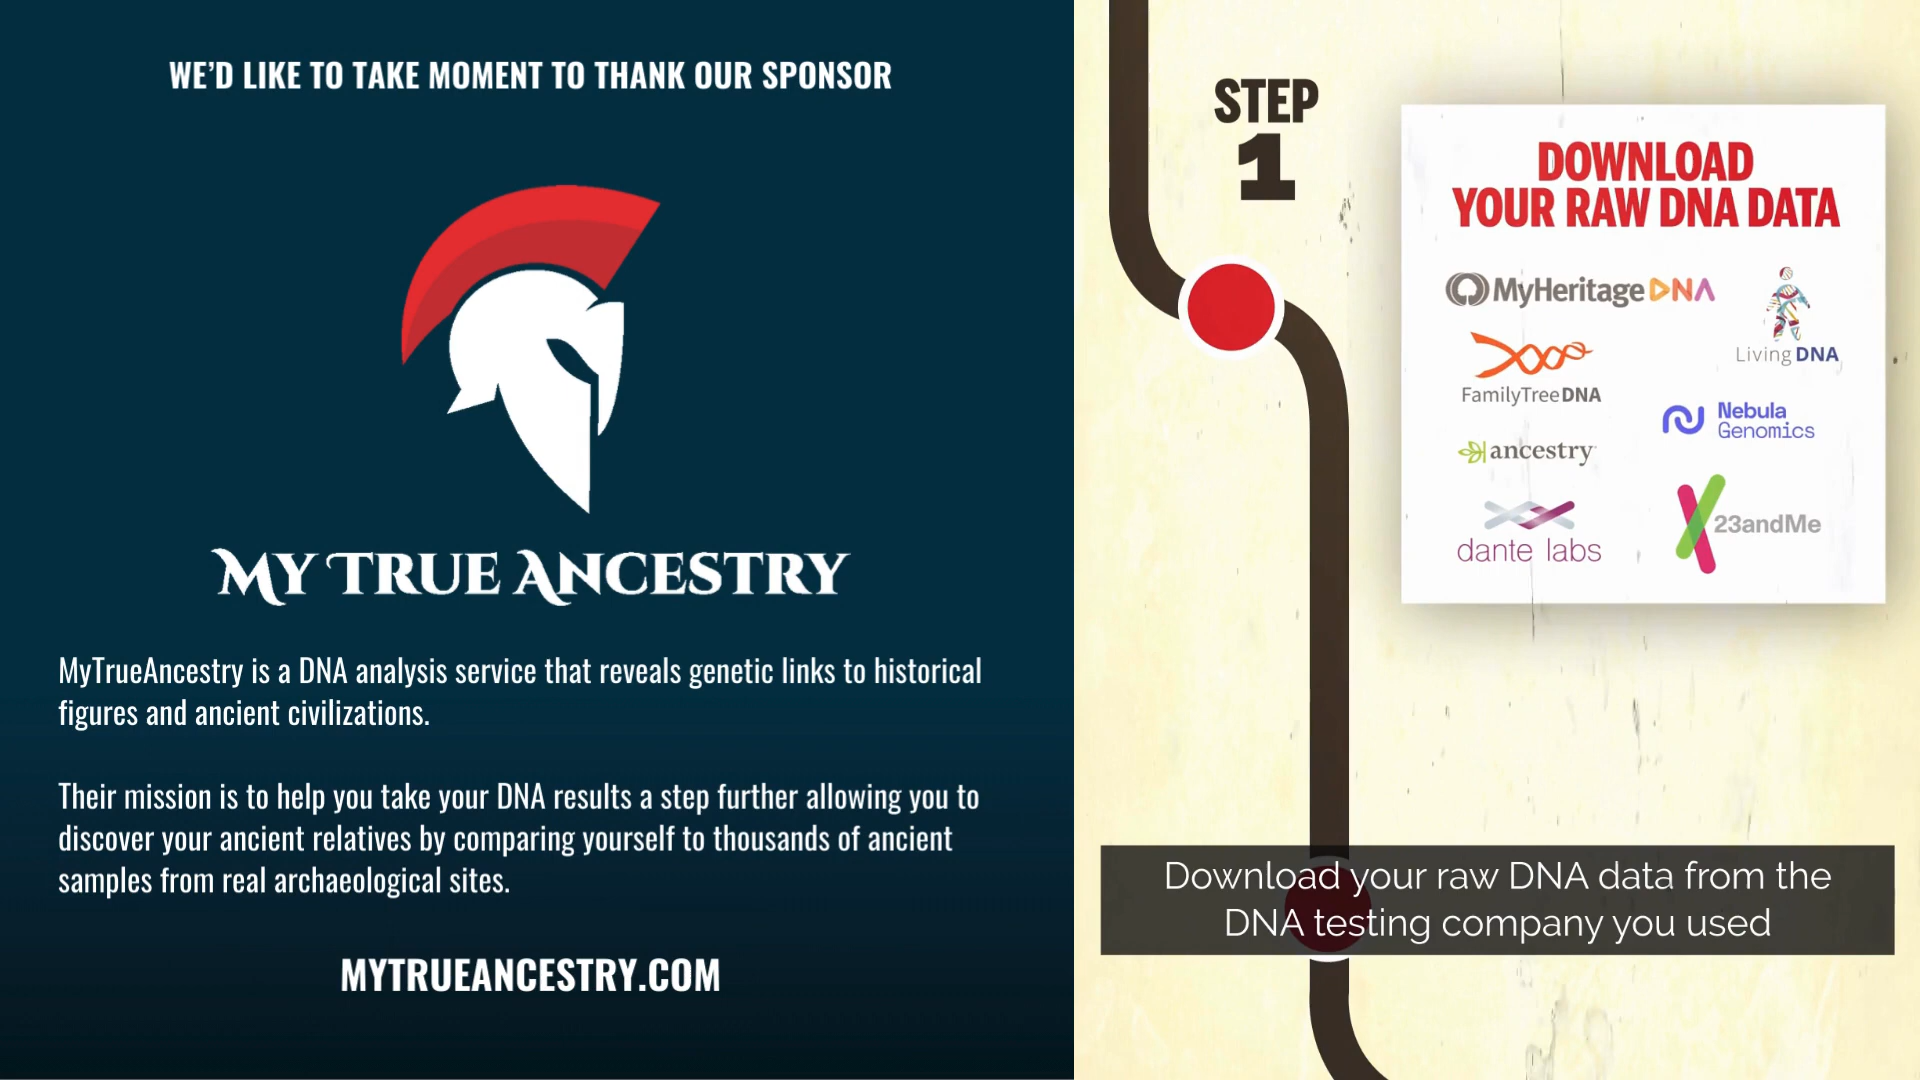 WE'D LIKE TO TAKE MOMENT TO THANK OUR SPONSOR
MY TRUE ANCESTRY
MyTrueAncestry is a DNA analysis service that reveals genetic links to historical
figures and ancient civilizations.
Their mission is to help you take your DNA results a step further allowing you to
discover your ancient relatives by comparing yourself to thousands of ancient
samples from real archaeological sites.
MYTRUEANCESTRY.COM
STEP
1
DOWNLOAD
YOUR RAW DNA DATA
MyHeritage DNA
Living DNA
FamilyTreeDNA
Nebula
Genomics
ancestry
23andMe
dante labs
Download your raw DNA data from the
DNA testing company you used